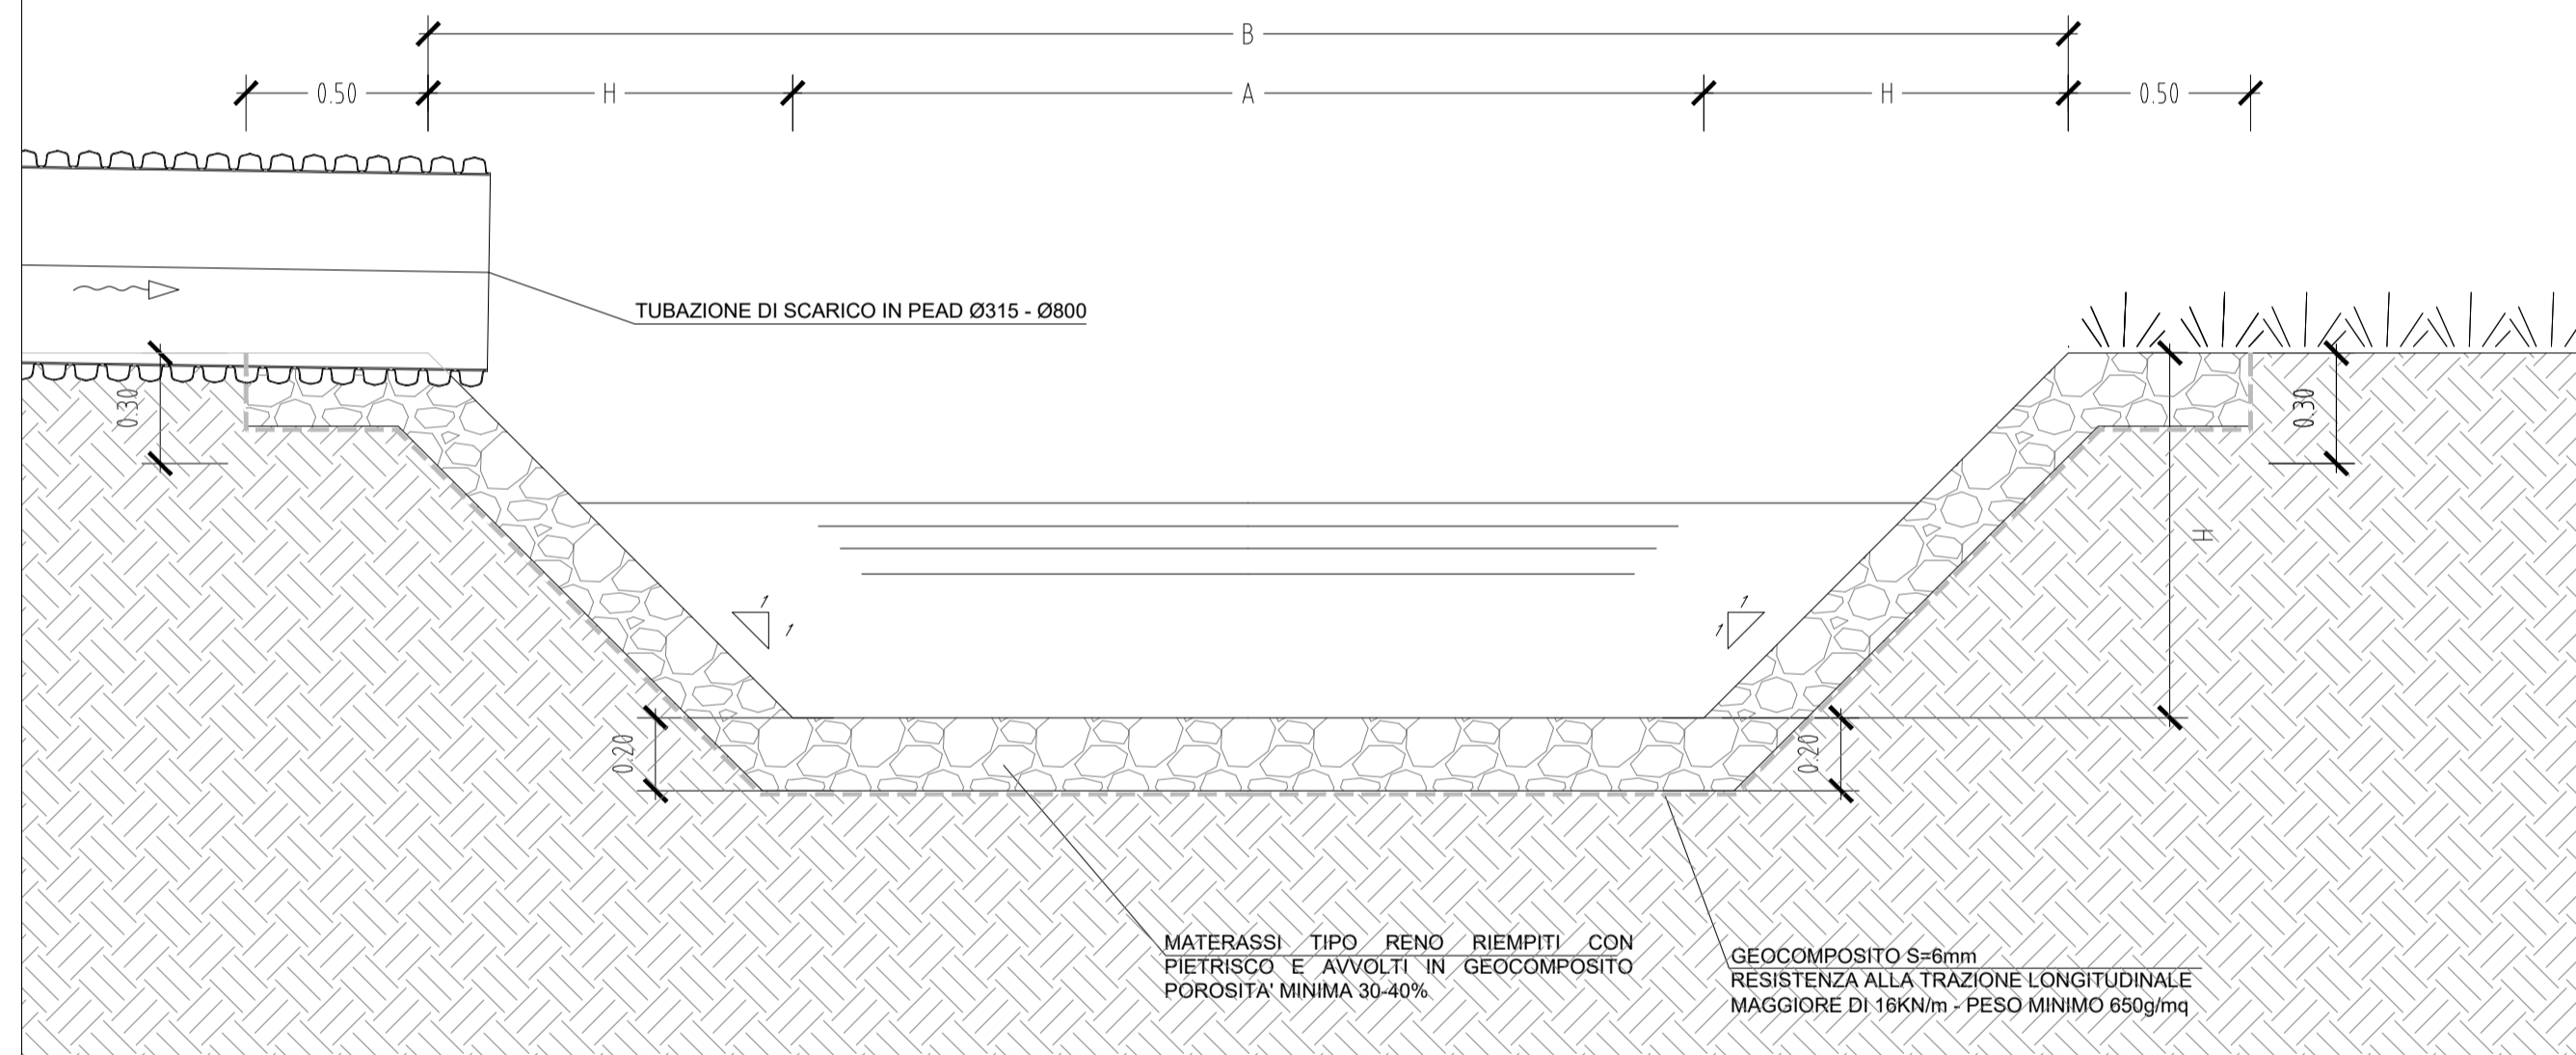 B
0.50
H
A
H
0.50
TUBAZIONE DI SCARICO IN PEAD Ø315 - Ø800
0.30
0.30
H
1
1
1
1
0.20
0.20
MATERASSI TIPO RENO RIEMPITI CON
PIETRISCO E AVVOLTI IN GEOCOMPOSITO
POROSITA' MINIMA 30-40%
GEOCOMPOSITO S=6mm
RESISTENZA ALLA TRAZIONE LONGITUDINALE
MAGGIORE DI 16KN/m - PESO MINIMO 650g/mq